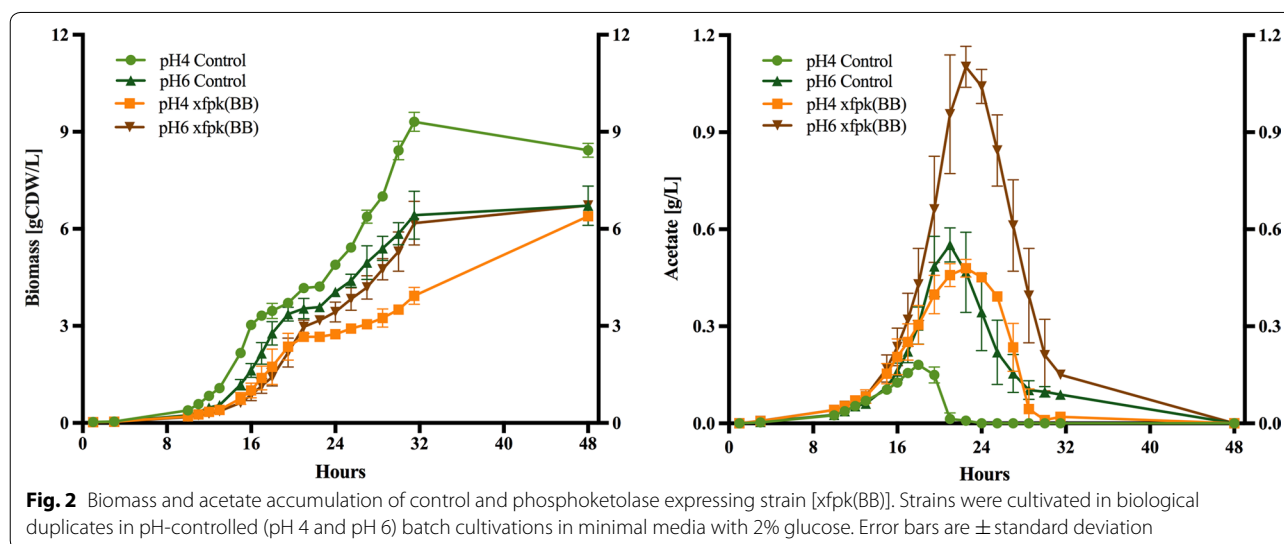 12
9
6
3
0
Biomass [gCDW/L]
pH4 Control
pH6 Control
pH4 xfpk(BB)
pH6 xfpk(BB)
12
9
6
3
0
0 8 16 24 32 40 48
Hours
1.2
0.9
0.6
0.3
0.0
Acetate [g/L]
pH4 Control
pH6 Control
pH4 xfpk(BB)
pH6 xfpk(BB)
1.2
0.9
0.6
0.3
0.0
0 8 16 24 32 40 48
Hours
Fig. 2 Biomass and acetate accumulation of control and phosphoketolase expressing strain [xfpk(BB)]. Strains were cultivated in biological
duplicates in pH-controlled (pH 4 and pH 6) batch cultivations in minimal media with 2% glucose. Error bars are ± standard deviation